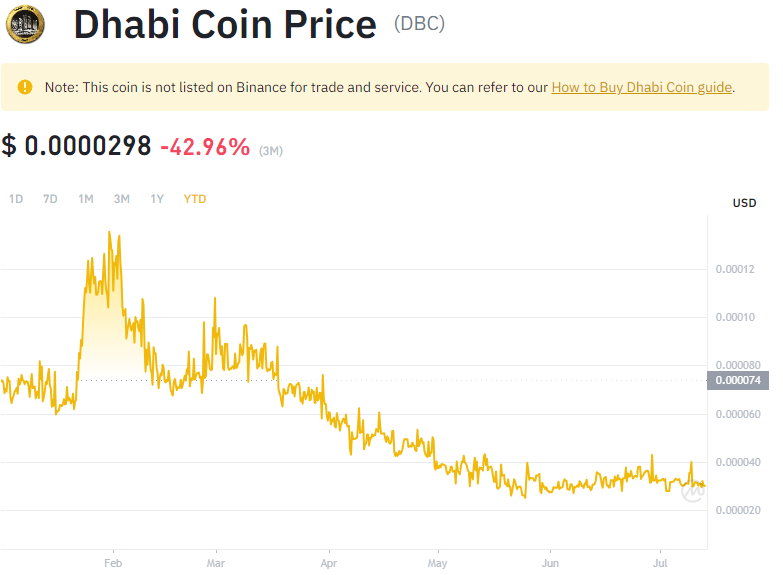 Dhabi Coin Price (DBC)
Note: This coin is not listed on Binance for trade and service. You can refer to our How to Buy Dhabi Coin guide.
$ 0.0000298 -42.96% (3M)
1D 7D 1M 3M 1Y YTD
USD
0.00012
0.00010
0.000080
0.000074
0.000060
0.000040
0.000020
Feb Mar Apr May Jun Jul